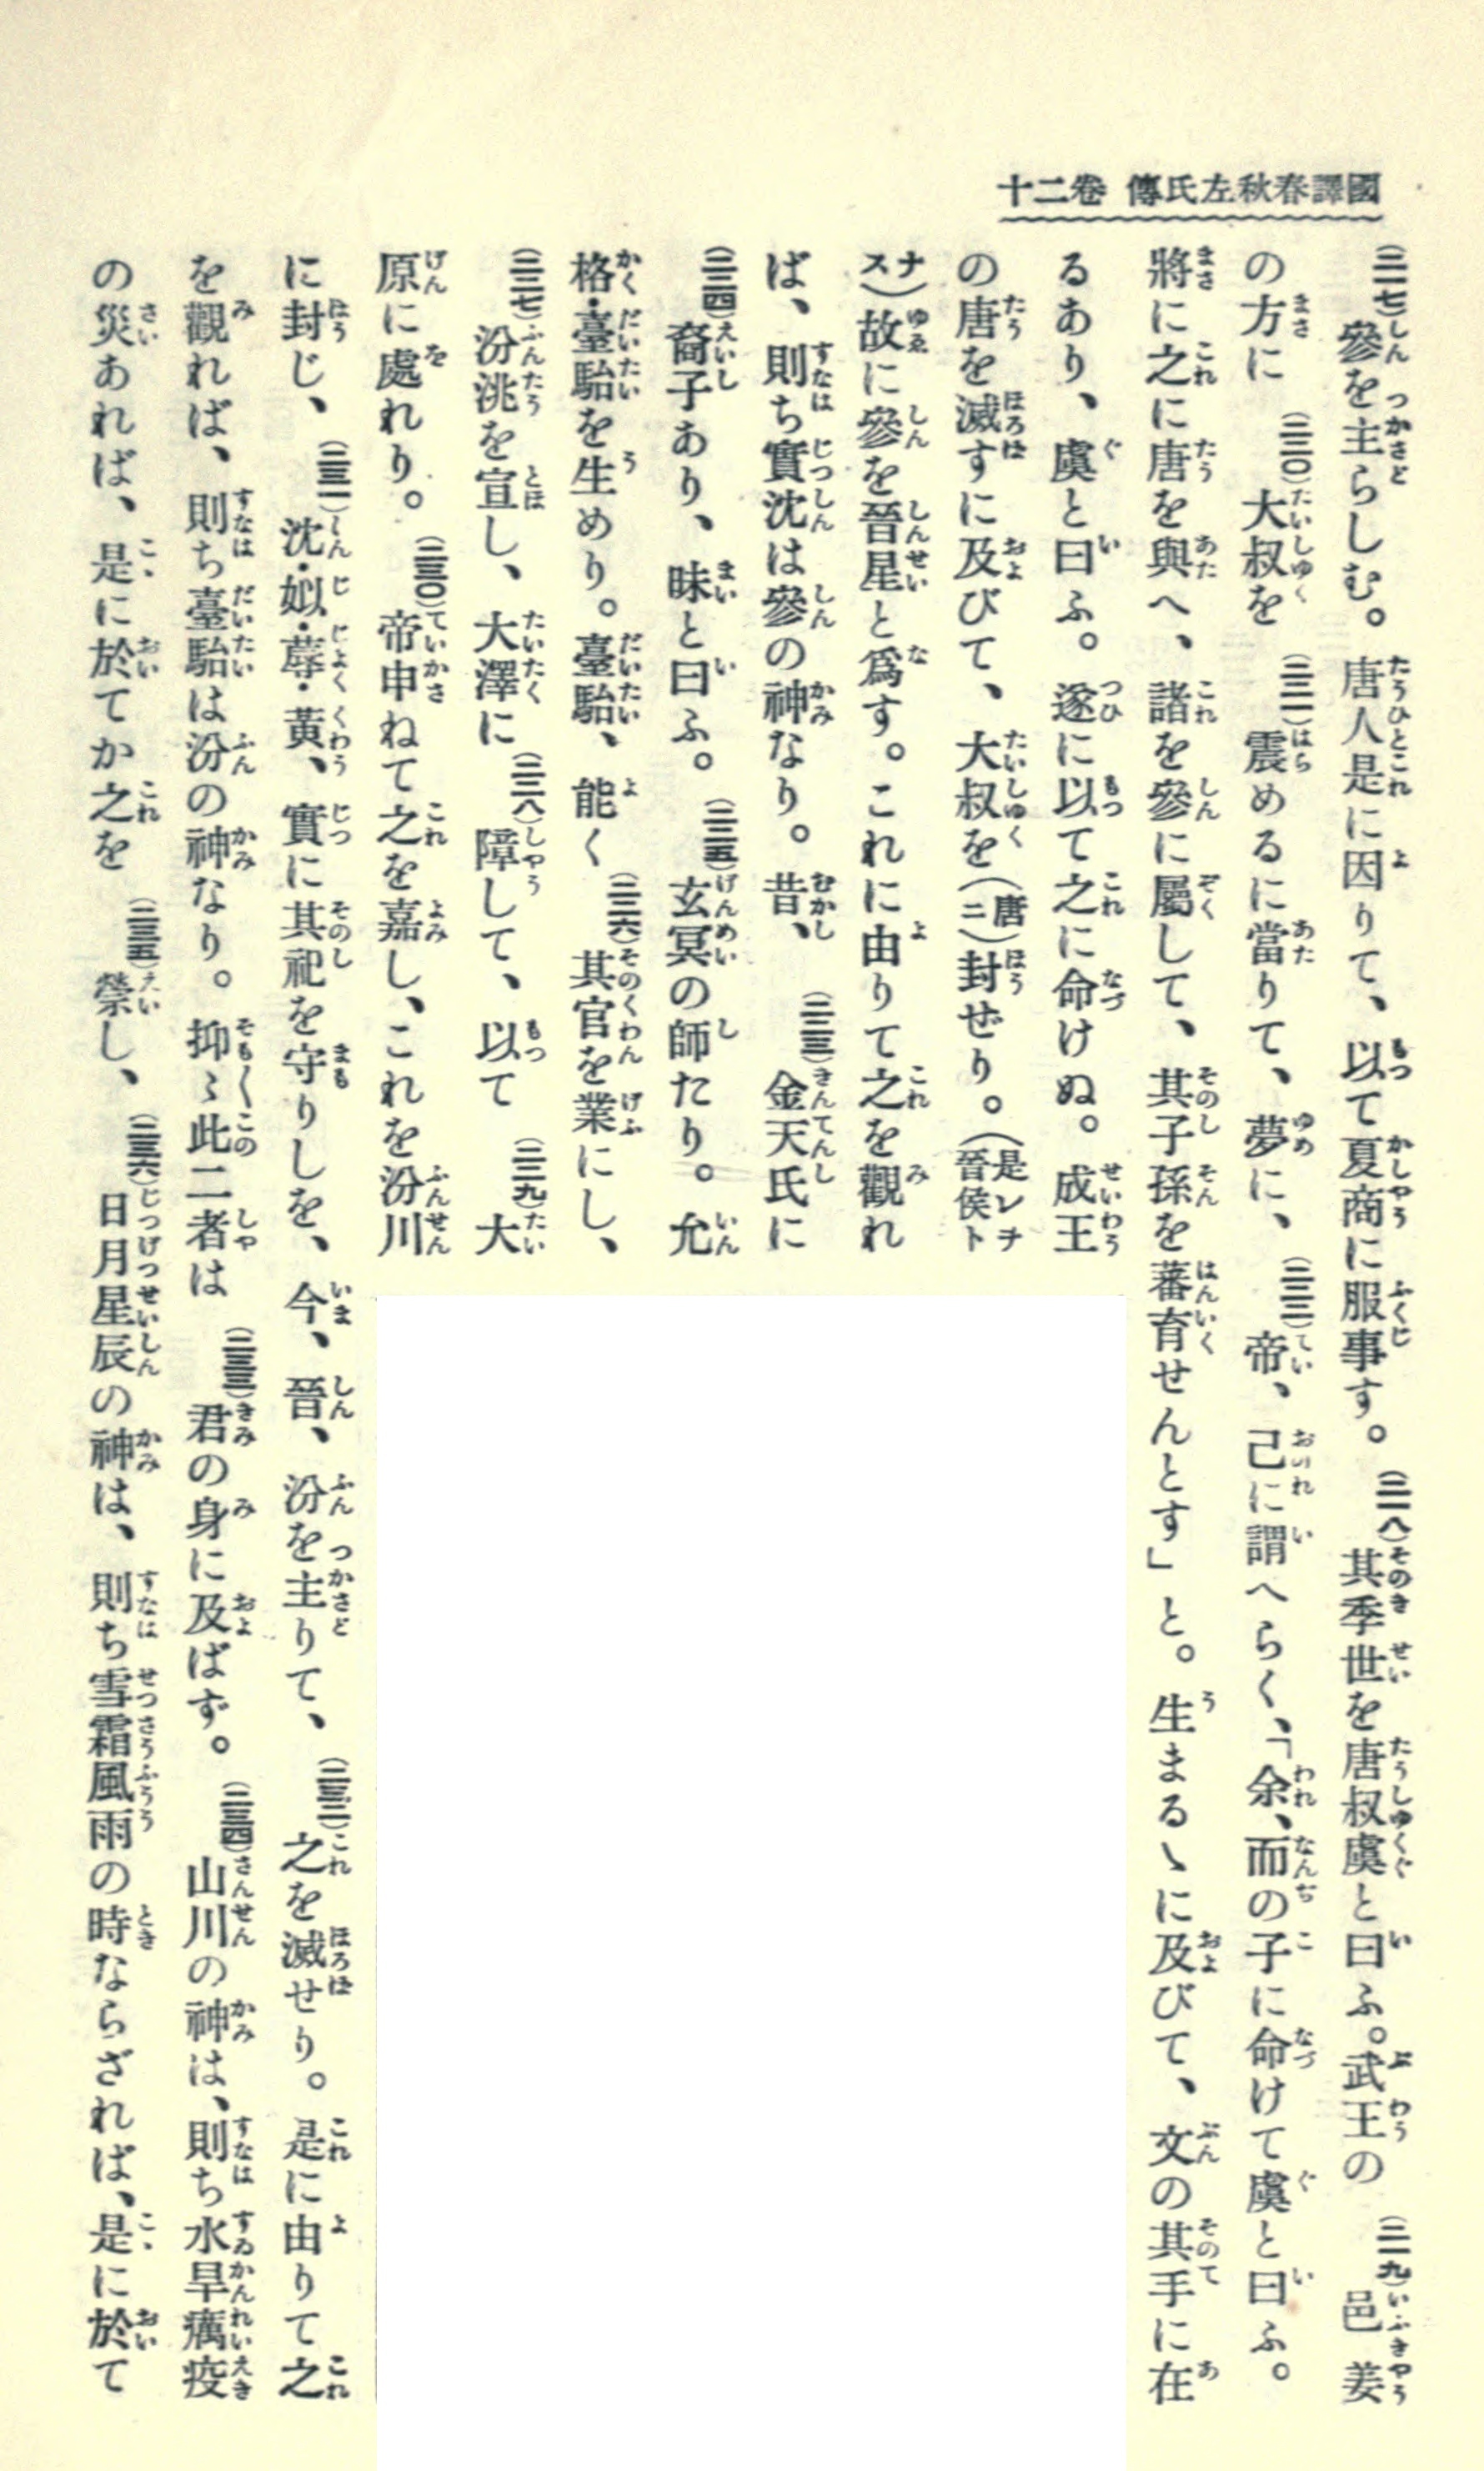 國譯春秋左氏傳 卷二十
(二一七)參を主らしむ。唐人是に因りて、以て夏商に服事す。(二一八)其季世を唐叔虞と曰ふ。武王の(二一九)邑姜
の方に(二二〇)大叔を(二二一)震めるに當りて、夢に、(二二二)帝、己に謂へらく、「余、而の子に命けて虞と曰ふ。
將に之に唐を與へ、諸を參に屬して、其子孫を蕃育せんとす」と。生まるゝに及びて、文の其手に在
るあり、虞と曰ふ。遂に以て之に命けぬ。成王
の唐を滅すに及びて、大叔を(唐ニ)封ぜり。(是レチ晉侯ト
ナス)故に參を晉星と爲す。これに由りて之を觀れ
ば、則ち實沈は參の神なり。昔、(二二三)金天氏に
(二二四)裔子あり、昧と曰ふ。(二二五)玄冥の師たり。允
格・臺駘を生めり。臺駘、能く(二二六)其官を業にし、
(二二七)汾洮を宣し、大澤に(二二八)障して、以て(二二九)大
原に處れり。(二三〇)帝申ねて之を嘉し、これを汾川
に封じ、(二三一)沈・姒・蓐・黃、實に其祀を守りしを、今、晉、汾を主りて、(二三二)之を滅せり。是に由りて之
を觀れば、則ち臺駘は汾の神なり。抑〻此二者は(二三三)君の身に及ばず。(二三四)山川の神は、則ち水旱癘疫
の災あれば、是に於てか之を(二三五)禜し、(二三六)日月星辰の神は、則ち雪霜風雨の時ならざれば、是に於て